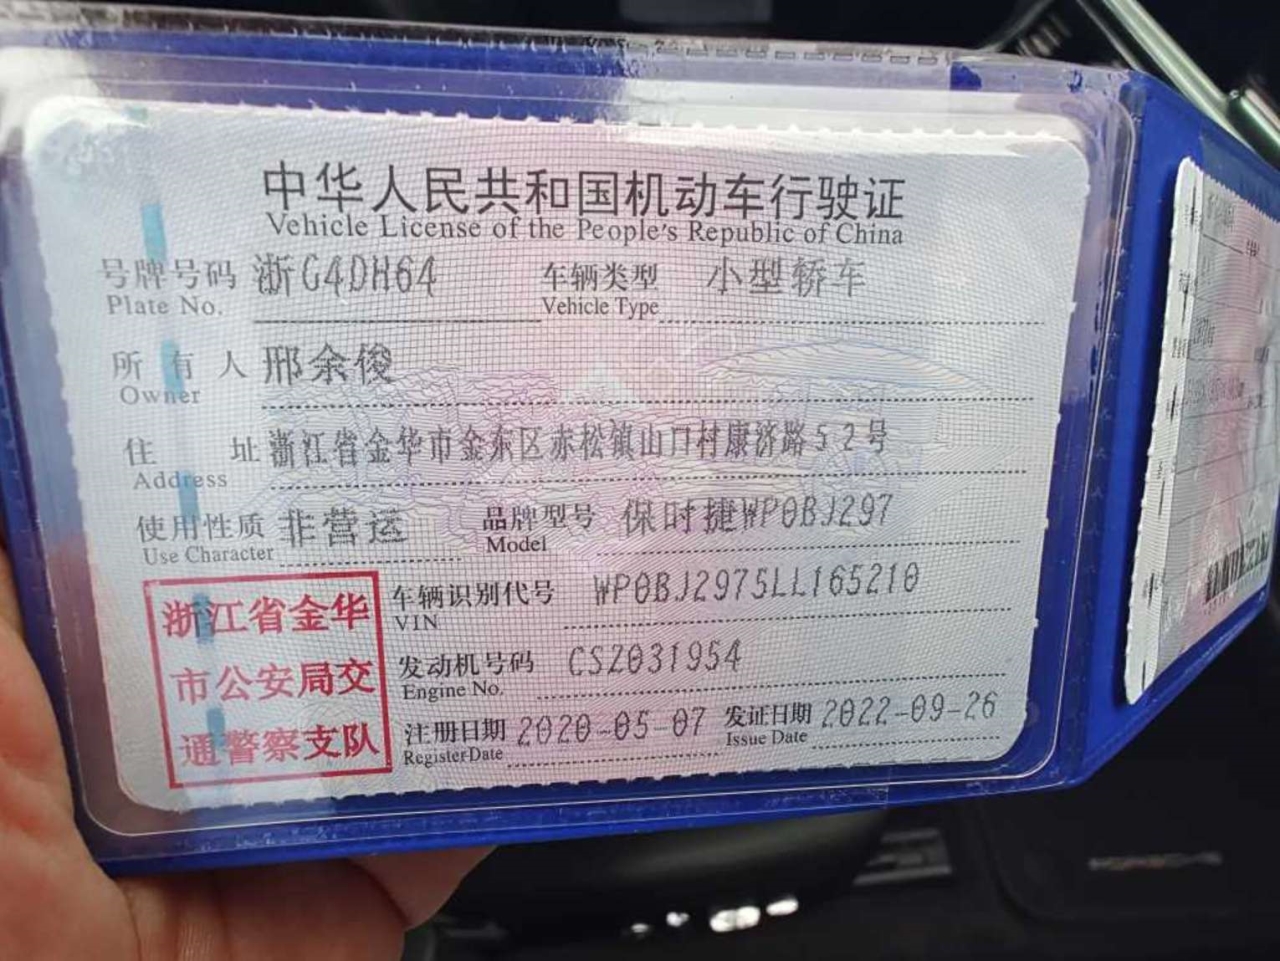 中华人民共和国机动车行驶证
Vehicle License of the People's Republic of China
号牌号码 浙G4DH64 车辆类型 小型轿车
Plate No. Vehicle Type
所有人 邢余俊
Owner
住址 浙江省金华市金东区赤松镇山口村康济路52号
Address
使用性质 非营运 品牌型号 保时捷WP0BJ297
Use Character Model
浙江省金华
市公安局交
通警察支队
车辆识别代号 WP0BJ2975LL165210
VIN
发动机号码 CSZ031954
Engine No.
注册日期 2020-05-07 发证日期 2022-09-26
Register Date Issue Date